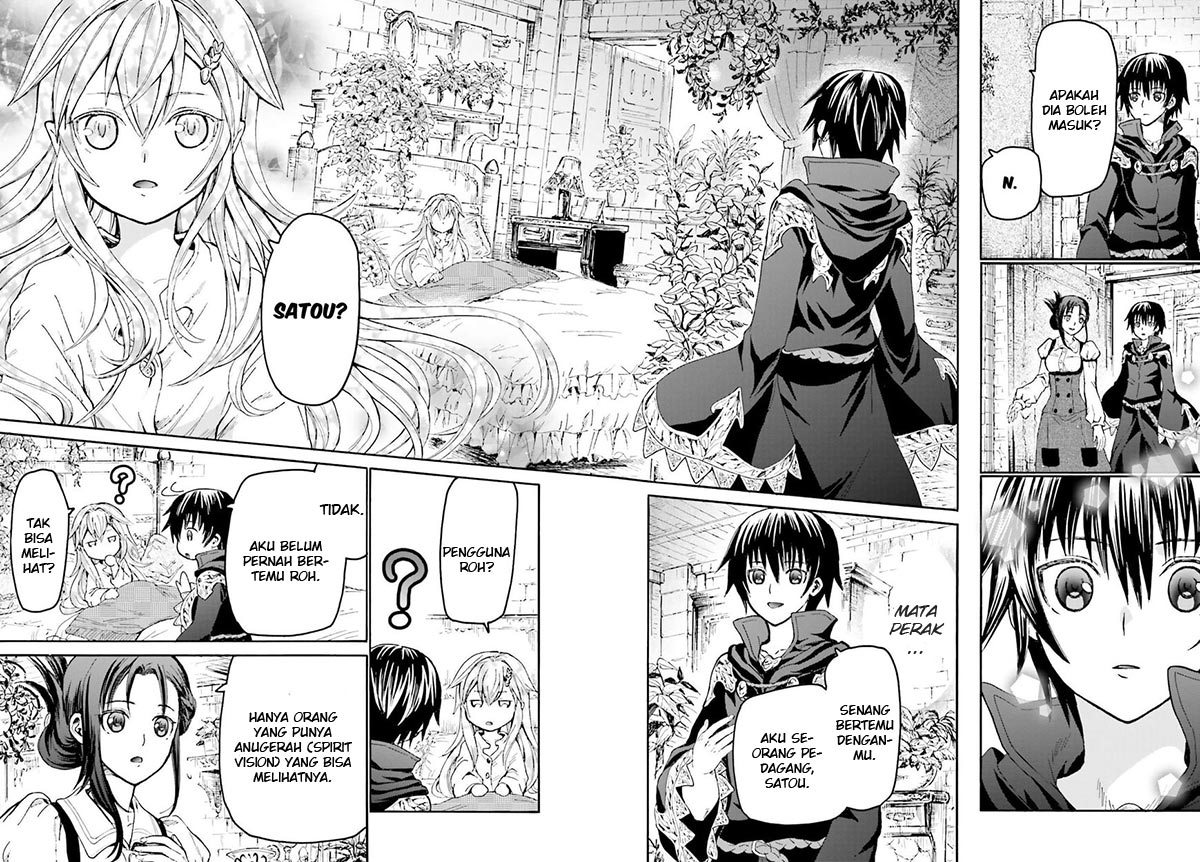 APAKAH
DIA BOLEH
MASUK?
N.
SATOU?
MATA
PERAK
...
SENANG
BERTEMU
DENGAN-
MU.
AKU SE-
ORANG PE-
DAGANG,
SATOU.
PENGGUNA
ROH?
?
TIDAK.
AKU BELUM
PERNAH BER-
TEMU ROH.
?
TAK
BISA
MELI-
HAT?
HANYA ORANG
YANG PUNYA
ANUGERAH (SPIRIT
VISION) YANG BISA
MELIHATNYA.